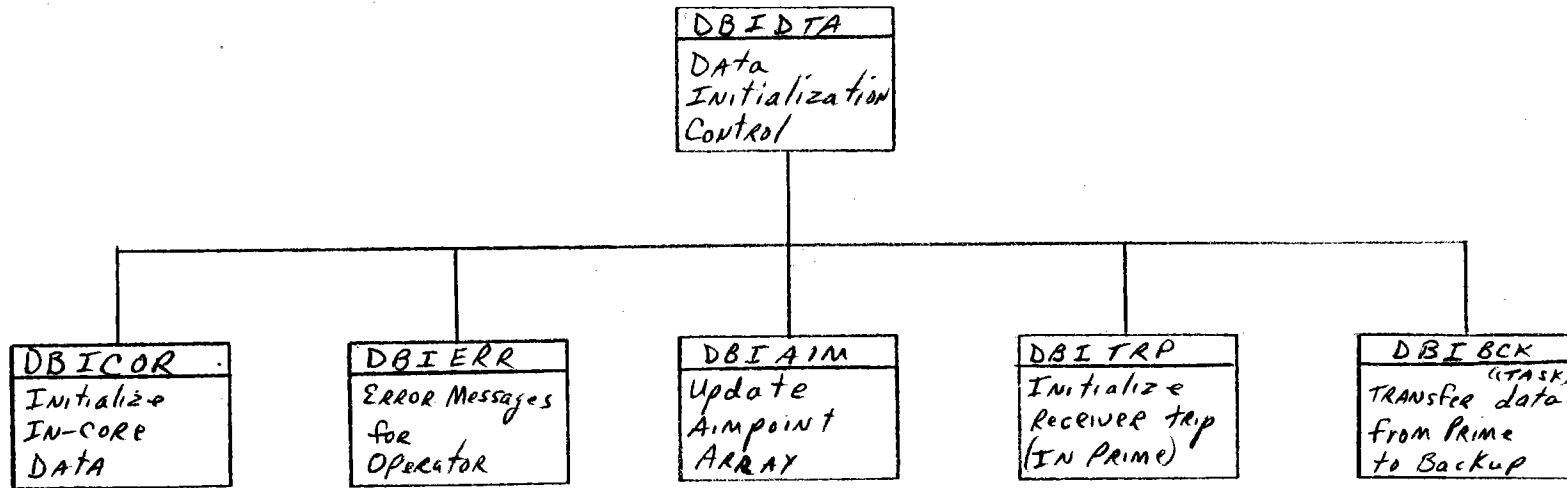 DBIDTA
DAta
INitialization
CONtRol
DBICOR
INitialize
IN-CORE
DATA
DBIERR
ERROR Messages
foR
OPeRatoR
DBIAIM
Update
AimpoiNt
ARRAY
DBITRP
INitialize
ReceiveR tRip
(IN PRime)
DBIBCK
(iTASK)
TRANSfeR data
from PRime
to BackUp